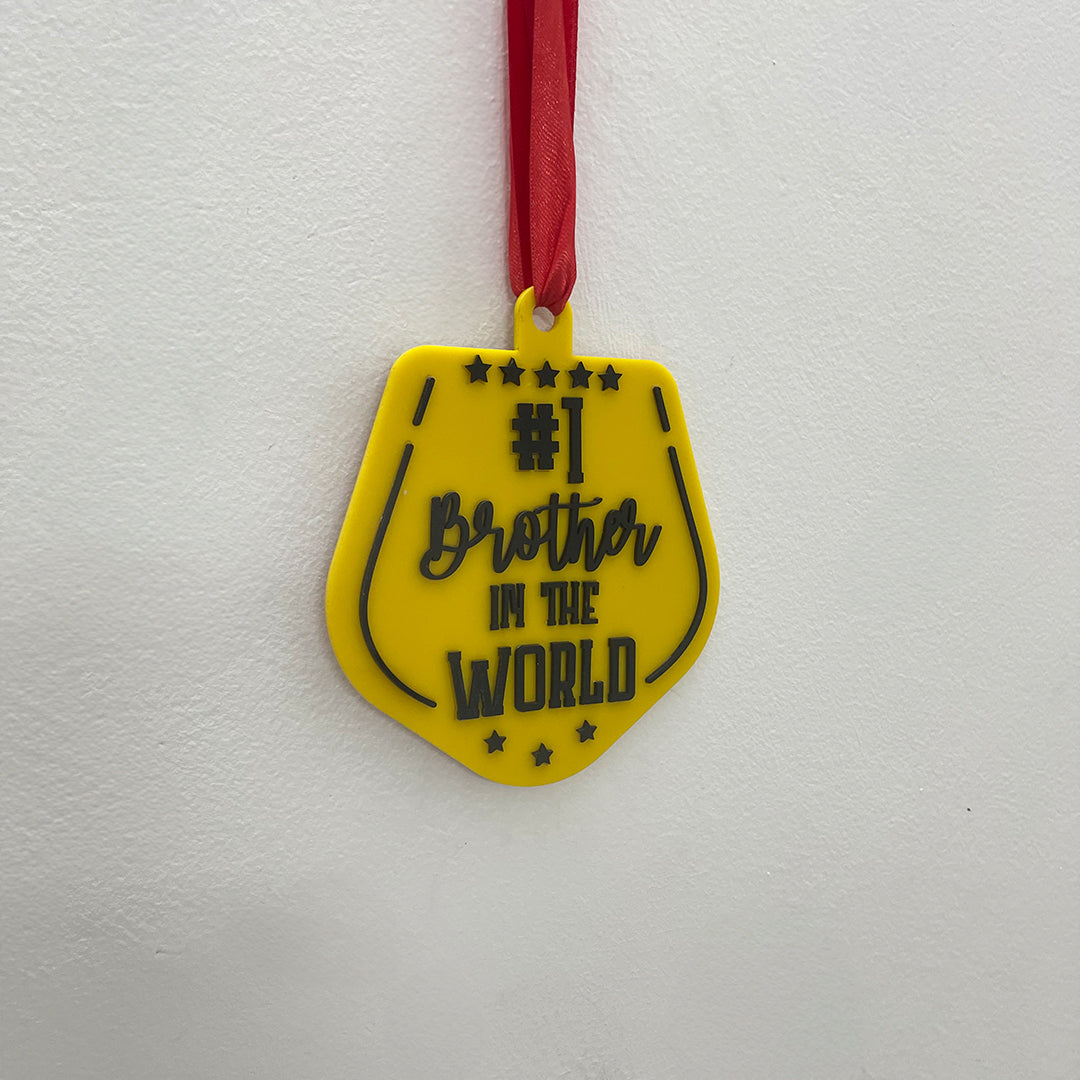 #1
Brother
IN THE
WORLD